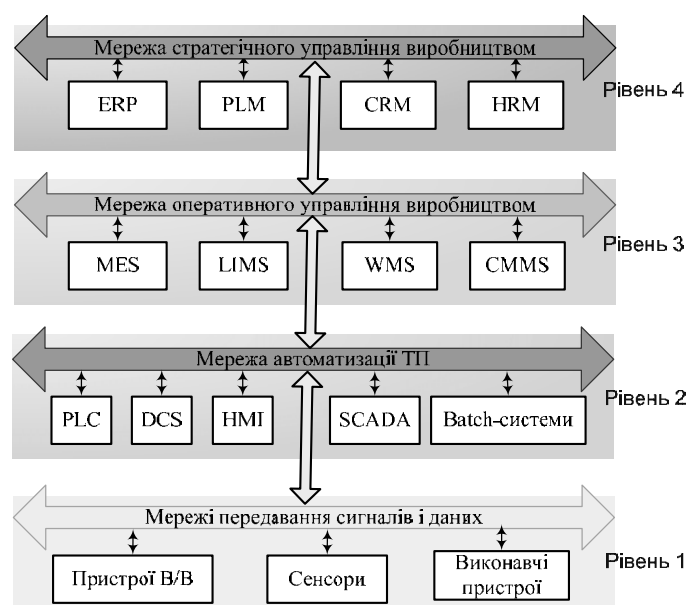 Мережа стратегічного управління виробництвом
ERP
PLM
CRM
HRM
Рівень 4
Мережа оперативного управління виробництвом
MES
LIMS
WMS
CMMS
Рівень 3
Мережа автоматизації ТП
PLC
DCS
HMI
SCADA
Batch-системи
Рівень 2
Мережі передавання сигналів і даних
Пристрої В/В
Сенсори
Виконавчі
пристрої
Рівень 1